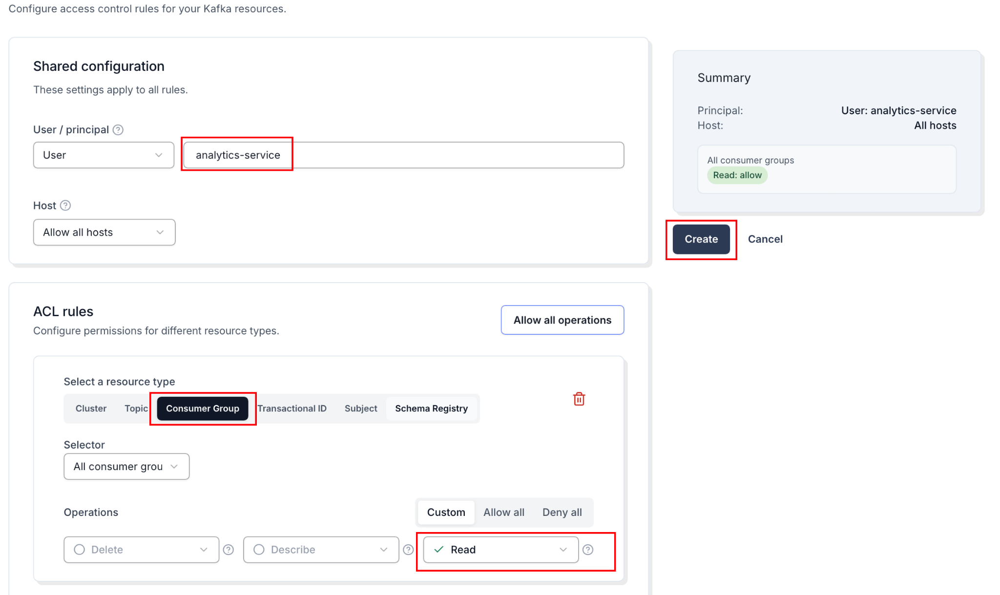 Configure access control rules for your Kafka resources.
Shared configuration
These settings apply to all rules.
User / principal
User
analytics-service
Host
Allow all hosts
Summary
Principal: User: analytics-service
Host: All hosts
All consumer groups
Read: allow
Create Cancel
ACL rules
Configure permissions for different resource types.
Allow all operations
Select a resource type
Cluster Topic Consumer Group Transactional ID Subject Schema Registry
Selector
All consumer grou
Operations
Custom Allow all Deny all
Delete Describe Read